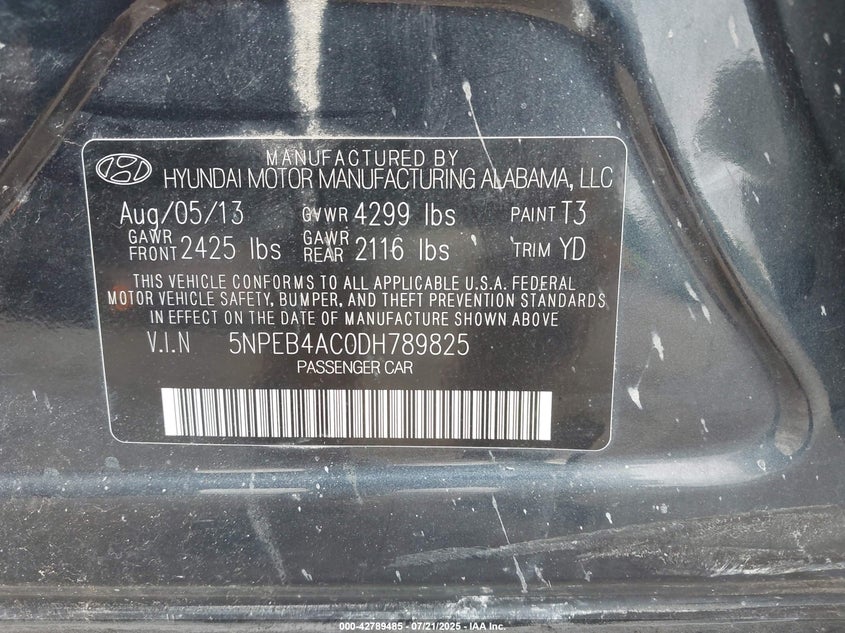 MANUFACTURED BY
HYUNDAI MOTOR MANUFACTURING ALABAMA, LLC
Aug/05/13 GVWR 4299 lbs PAINT T3
GAWR FRONT 2425 lbs GAWR REAR 2116 lbs TRIM YD
THIS VEHICLE CONFORMS TO ALL APPLICABLE U.S.A. FEDERAL
MOTOR VEHICLE SAFETY, BUMPER, AND THEFT PREVENTION STANDARDS
IN EFFECT ON THE DATE OF MANUFACTURE SHOWN ABOVE
V.I.N 5NPEB4AC0DH789825
PASSENGER CAR
000-42789485 - 07/21/2025 - IAA Inc.